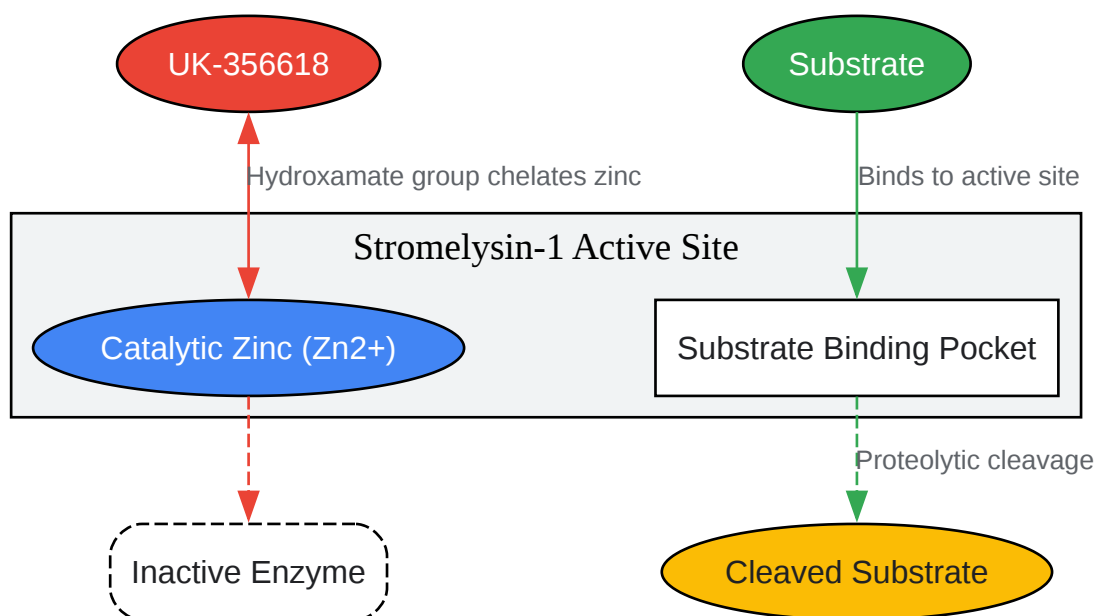 UK-356618
Substrate
Hydroxamate group chelates zinc
Binds to active site
Stromelysin-1 Active Site
Catalytic Zinc (Zn2+)
Substrate Binding Pocket
Proteolytic cleavage
Inactive Enzyme
Cleaved Substrate